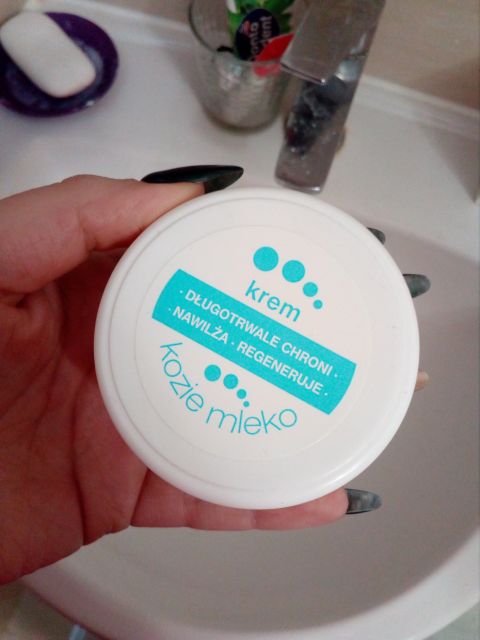 krem
· DŁUGOTRWALE CHRONI ·
· NAWILŻA · REGENERUJE ·
kozie mleko